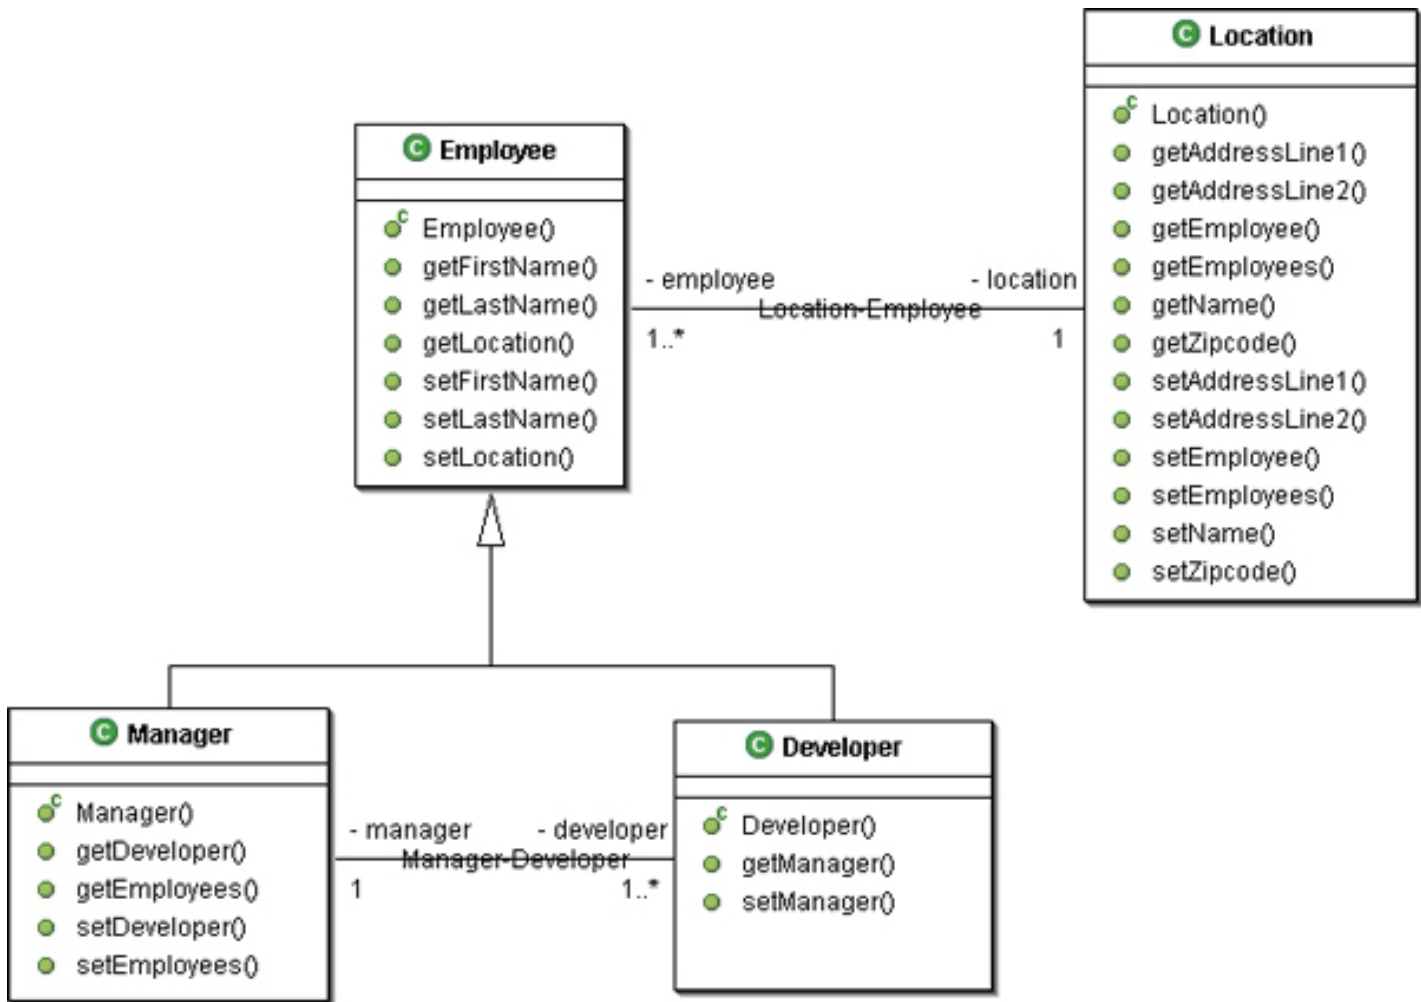 C Location
c Location()
getAddressLine1()
getAddressLine2()
getEmployee()
getEmployees()
getName()
getZipcode()
setAddressLine1()
setAddressLine2()
setEmployee()
setEmployees()
setName()
setZipcode()
C Employee
c Employee()
getFirstName()
getLastName()
getLocation()
setFirstName()
setLastName()
setLocation()
- employee - location
Location-Employee
1..* 1
C Manager
c Manager()
getDeveloper()
getEmployees()
setDeveloper()
setEmployees()
- manager - developer
Manager-Developer
1 1..*
C Developer
c Developer()
getManager()
setManager()